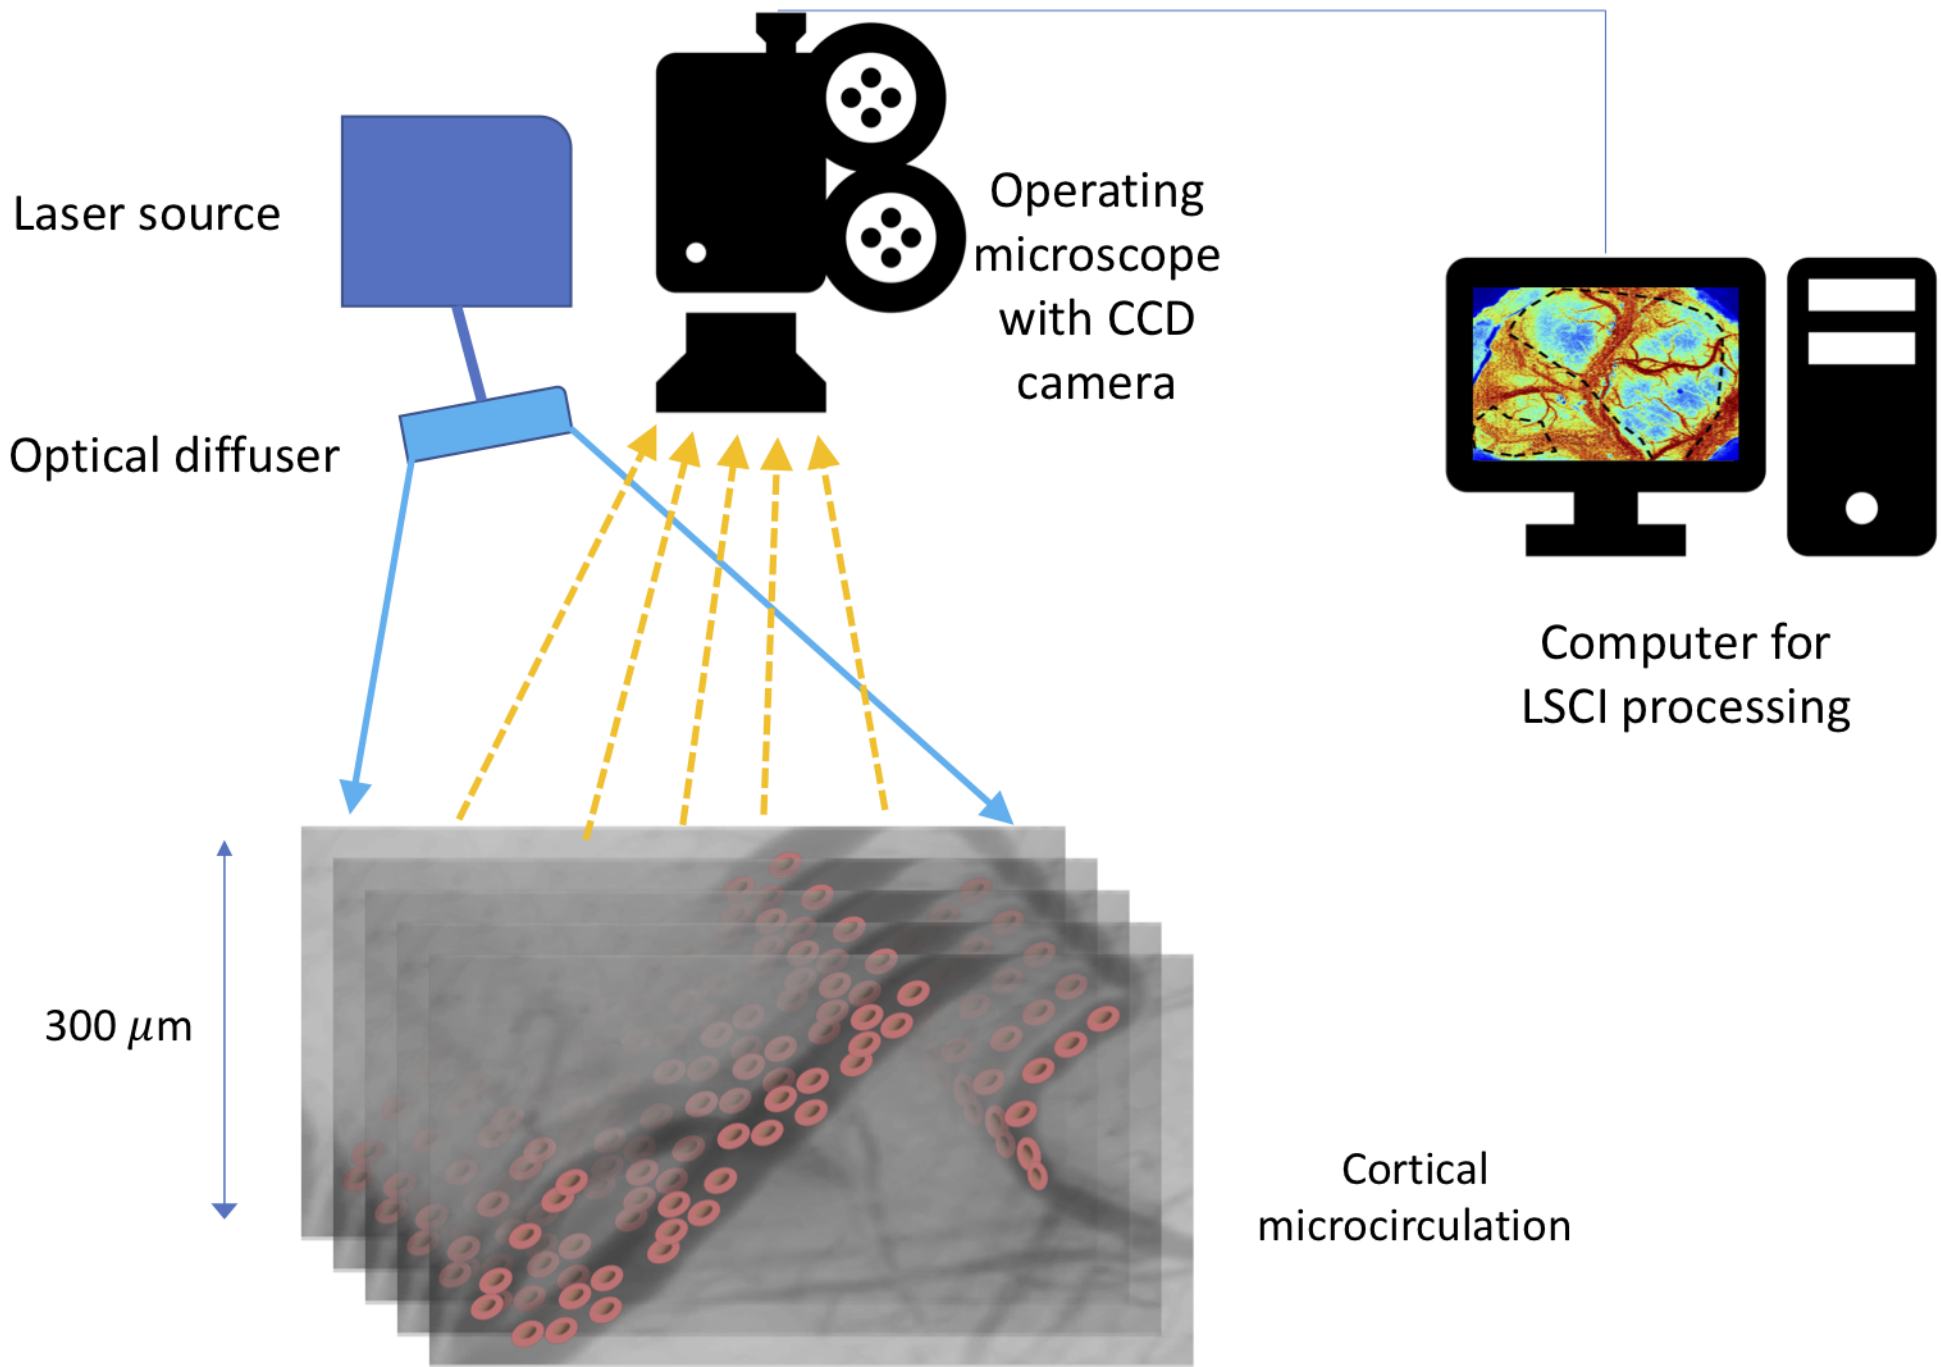 Laser source
Operating
microscope
with CCD
camera
Optical diffuser
Computer for
LSCI processing
300 𝜇m
Cortical
microcirculation